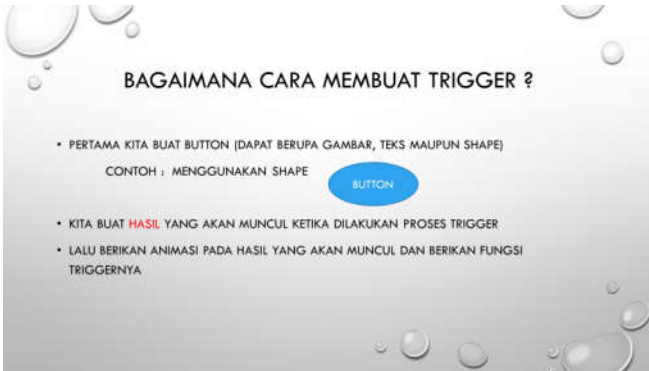 BAGAIMANA CARA MEMBUAT TRIGGER ?
• PERTAMA KITA BUAT BUTTON (DAPAT BERUPA GAMBAR, TEKS MAUPUN SHAPE)
CONTOH : MENGGUNAKAN SHAPE
BUTTON
• KITA BUAT HASIL YANG AKAN MUNCUL KETIKA DILAKUKAN PROSES TRIGGER
• LALU BERIKAN ANIMASI PADA HASIL YANG AKAN MUNCUL DAN BERIKAN FUNGSI
TRIGGERNYA